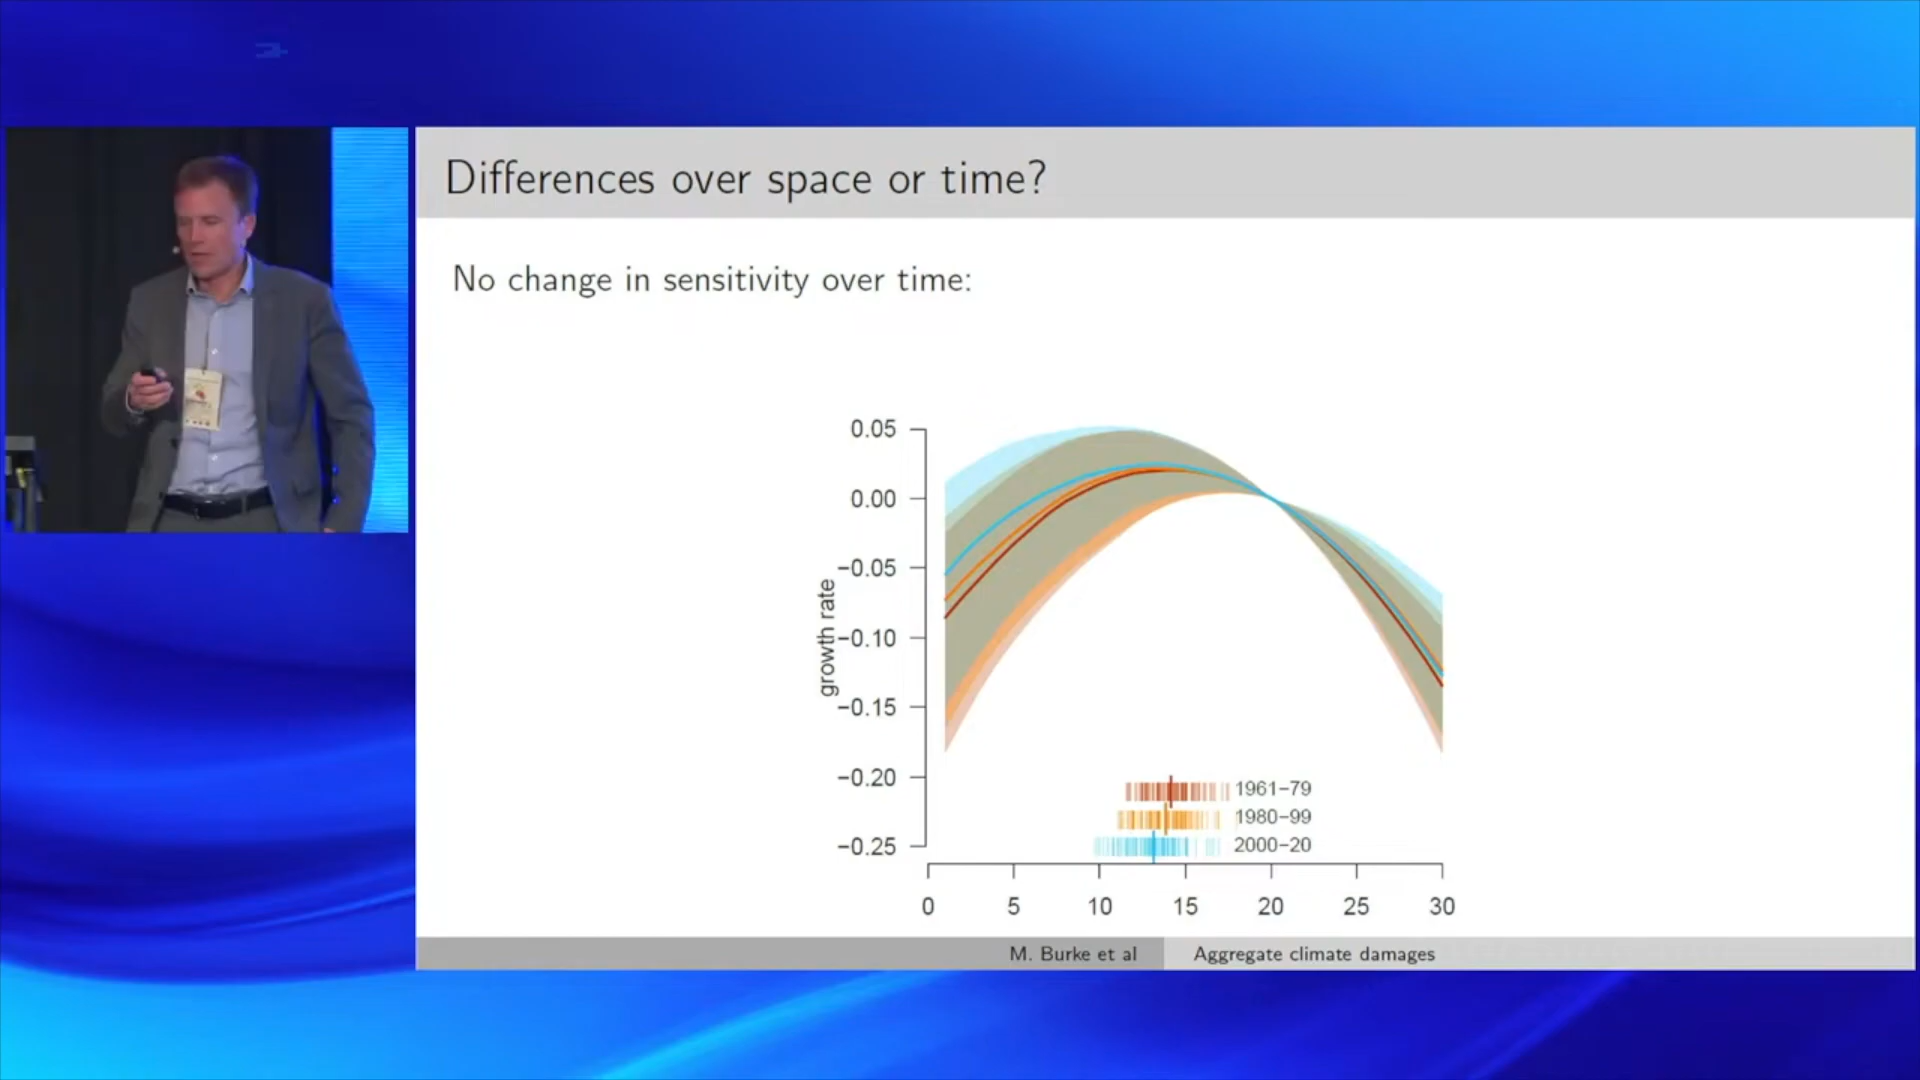 Differences over space or time?
No change in sensitivity over time:
0.05
0.00
−0.05
−0.10
−0.15
−0.20
−0.25
growth rate
1961−79
1980−99
2000−20
0 5 10 15 20 25 30
M. Burke et al Aggregate climate damages